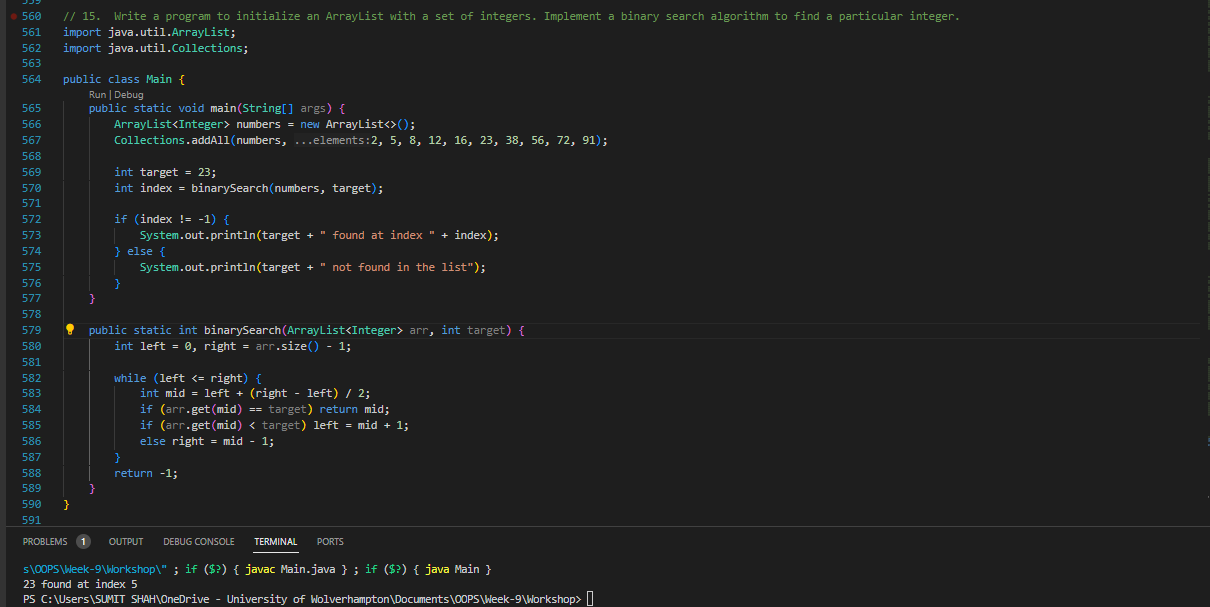 559
560 // 15. Write a program to initialize an ArrayList with a set of integers. Implement a binary search algorithm to find a particular integer.
561 import java.util.ArrayList;
562 import java.util.Collections;
563
564 public class Main {
Run | Debug
565 public static void main(String[] args) {
566 ArrayList<Integer> numbers = new ArrayList<>();
567 Collections.addAll(numbers, ...elements:2, 5, 8, 12, 16, 23, 38, 56, 72, 91);
568
569 int target = 23;
570 int index = binarySearch(numbers, target);
571
572 if (index != -1) {
573 System.out.println(target + " found at index " + index);
574 } else {
575 System.out.println(target + " not found in the list");
576 }
577 }
578
579 public static int binarySearch(ArrayList<Integer> arr, int target) {
580 int left = 0, right = arr.size() - 1;
581
582 while (left <= right) {
583 int mid = left + (right - left) / 2;
584 if (arr.get(mid) == target) return mid;
585 if (arr.get(mid) < target) left = mid + 1;
586 else right = mid - 1;
587 }
588 return -1;
589 }
590 }
591
PROBLEMS 1 OUTPUT DEBUG CONSOLE TERMINAL PORTS
s\OOPS\Week-9\Workshop\" ; if ($?) { javac Main.java } ; if ($?) { java Main }
23 found at index 5
PS C:\Users\SUMIT SHAH\OneDrive - University of Wolverhampton\Documents\OOPS\Week-9\Workshop>